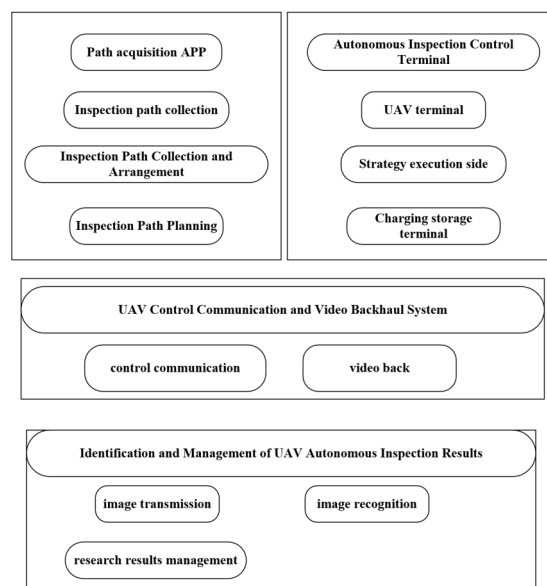 Path acquisition APP
Inspection path collection
Inspection Path Collection and
Arrangement
Inspection Path Planning
Autonomous Inspection Control
Terminal
UAV terminal
Strategy execution side
Charging storage
terminal
UAV Control Communication and Video Backhaul System
control communication
video back
Identification and Management of UAV Autonomous Inspection Results
image transmission
image recognition
research results management